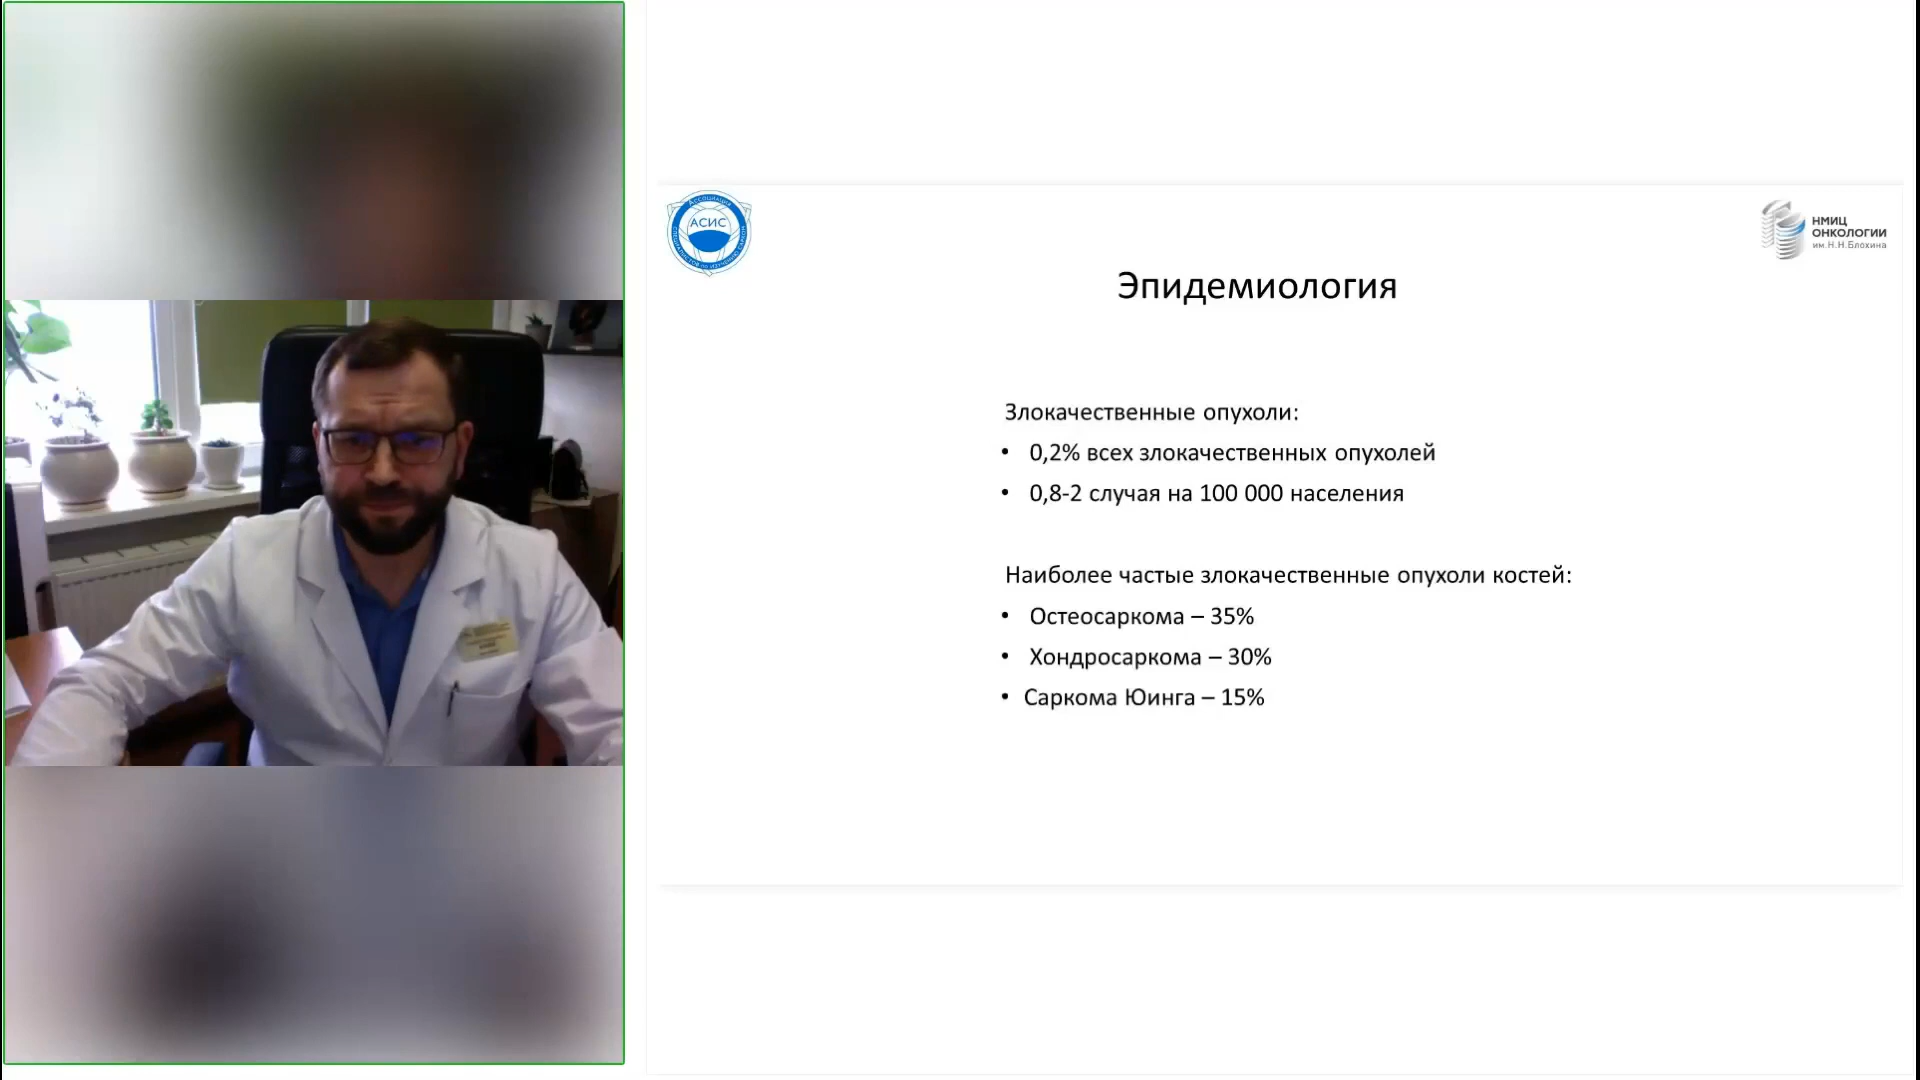 АССОЦИАЦИЯ
АСИС
НМИЦ
ОНКОЛОГИИ
им.Н.Н.Блохина
Эпидемиология
Злокачественные опухоли:
• 0,2% всех злокачественных опухолей
• 0,8-2 случая на 100 000 населения
Наиболее частые злокачественные опухоли костей:
• Остеосаркома – 35%
• Хондросаркома – 30%
• Саркома Юинга – 15%